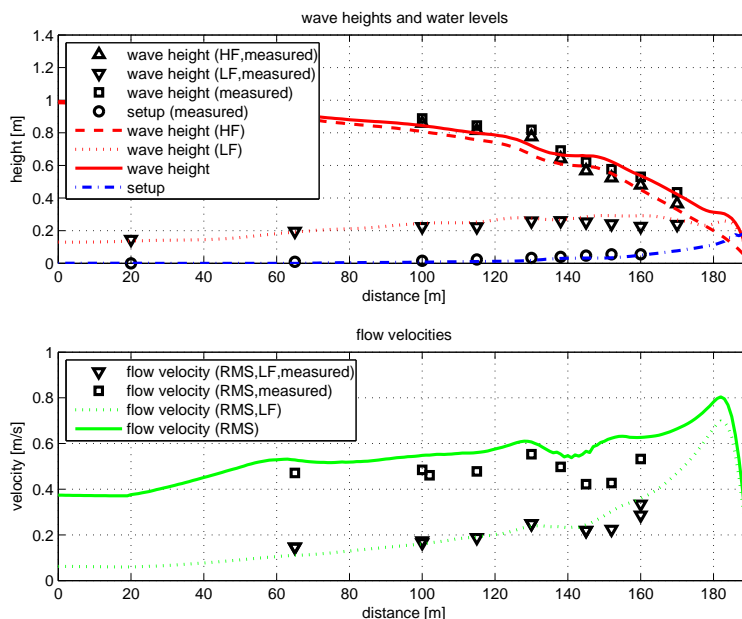 wave heights and water levels
1.4
1.2
1
0.8
0.6
0.4
0.2
0
height [m]
wave height (HF,measured)
wave height (LF,measured)
wave height (measured)
setup (measured)
wave height (HF)
wave height (LF)
wave height
setup
0 20 40 60 80 100 120 140 160 180
distance [m]
flow velocities
1
0.8
0.6
0.4
0.2
0
velocity [m/s]
flow velocity (RMS,LF,measured)
flow velocity (RMS,measured)
flow velocity (RMS,LF)
flow velocity (RMS)
0 20 40 60 80 100 120 140 160 180
distance [m]